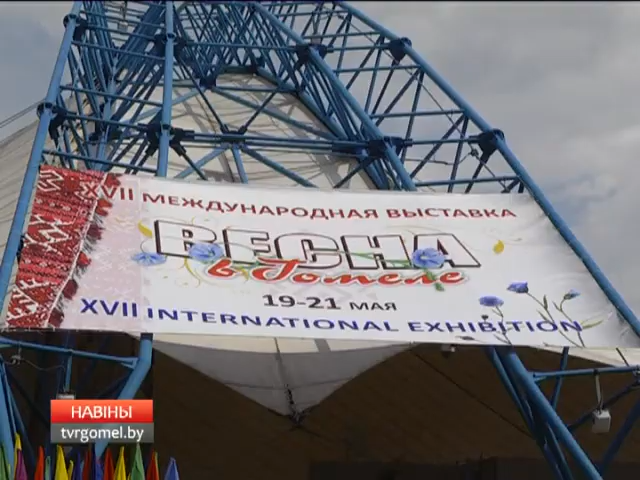 XVII МЕЖДУНАРОДНАЯ ВЫСТАВКА
ВЕСНА
в Гомеле
19-21 МАЯ
XVII INTERNATIONAL EXHIBITION
НАВІНЫ
tvrgomel.by